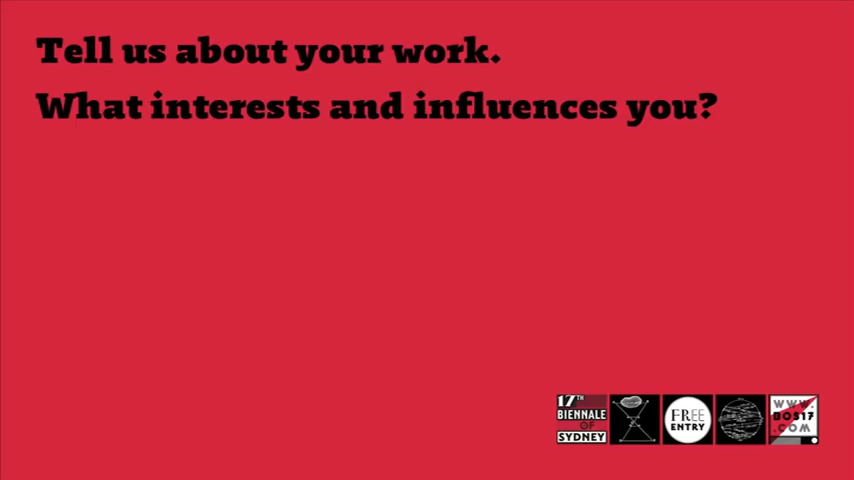 Tell us about your work.
What interests and influences you?
17TH
BIENNALE
OF
SYDNEY
FREE
ENTRY
WWW.
BOS17
.COM